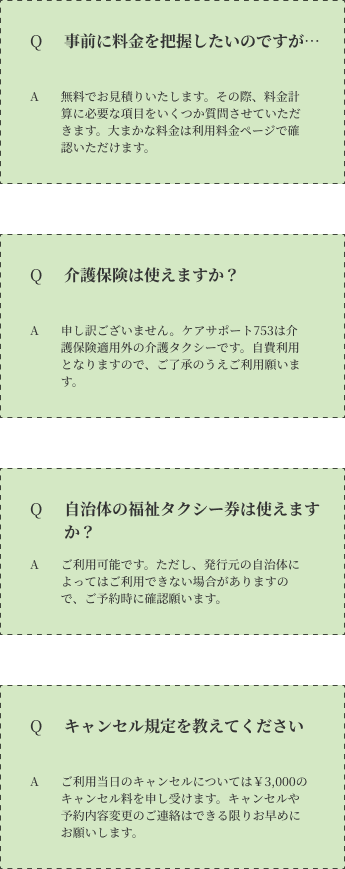 Q 事前に料金を把握したいのですが…
A 無料でお見積りいたします。その際、料金計
算に必要な項目をいくつか質問させていただ
きます。大まかな料金は利用料金ページで確
認いただけます。
Q 介護保険は使えますか？
A 申し訳ございません。ケアサポート753は介
護保険適用外の介護タクシーです。自費利用
となりますので、ご了承のうえご利用願いま
す。
Q 自治体の福祉タクシー券は使えます
か？
A ご利用可能です。ただし、発行元の自治体に
よってはご利用できない場合がありますの
で、ご予約時に確認願います。
Q キャンセル規定を教えてください
A ご利用当日のキャンセルについては￥3,000の
キャンセル料を申し受けます。キャンセルや
予約内容変更のご連絡はできる限りお早めに
お願いします。